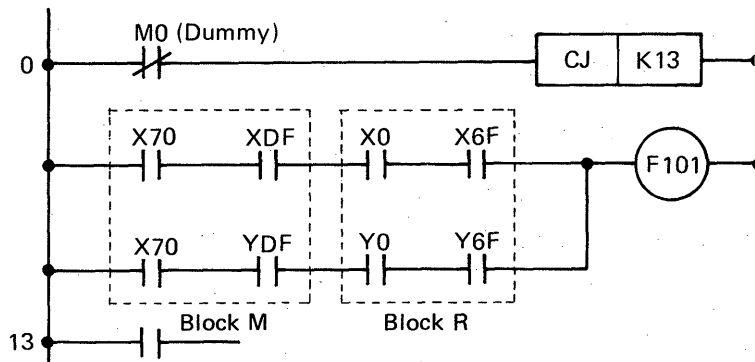 M0 (Dummy)
0 CJ K13
X70 XDF X0 X6F
F101
X70 YDF Y0 Y6F
Block M Block R
13